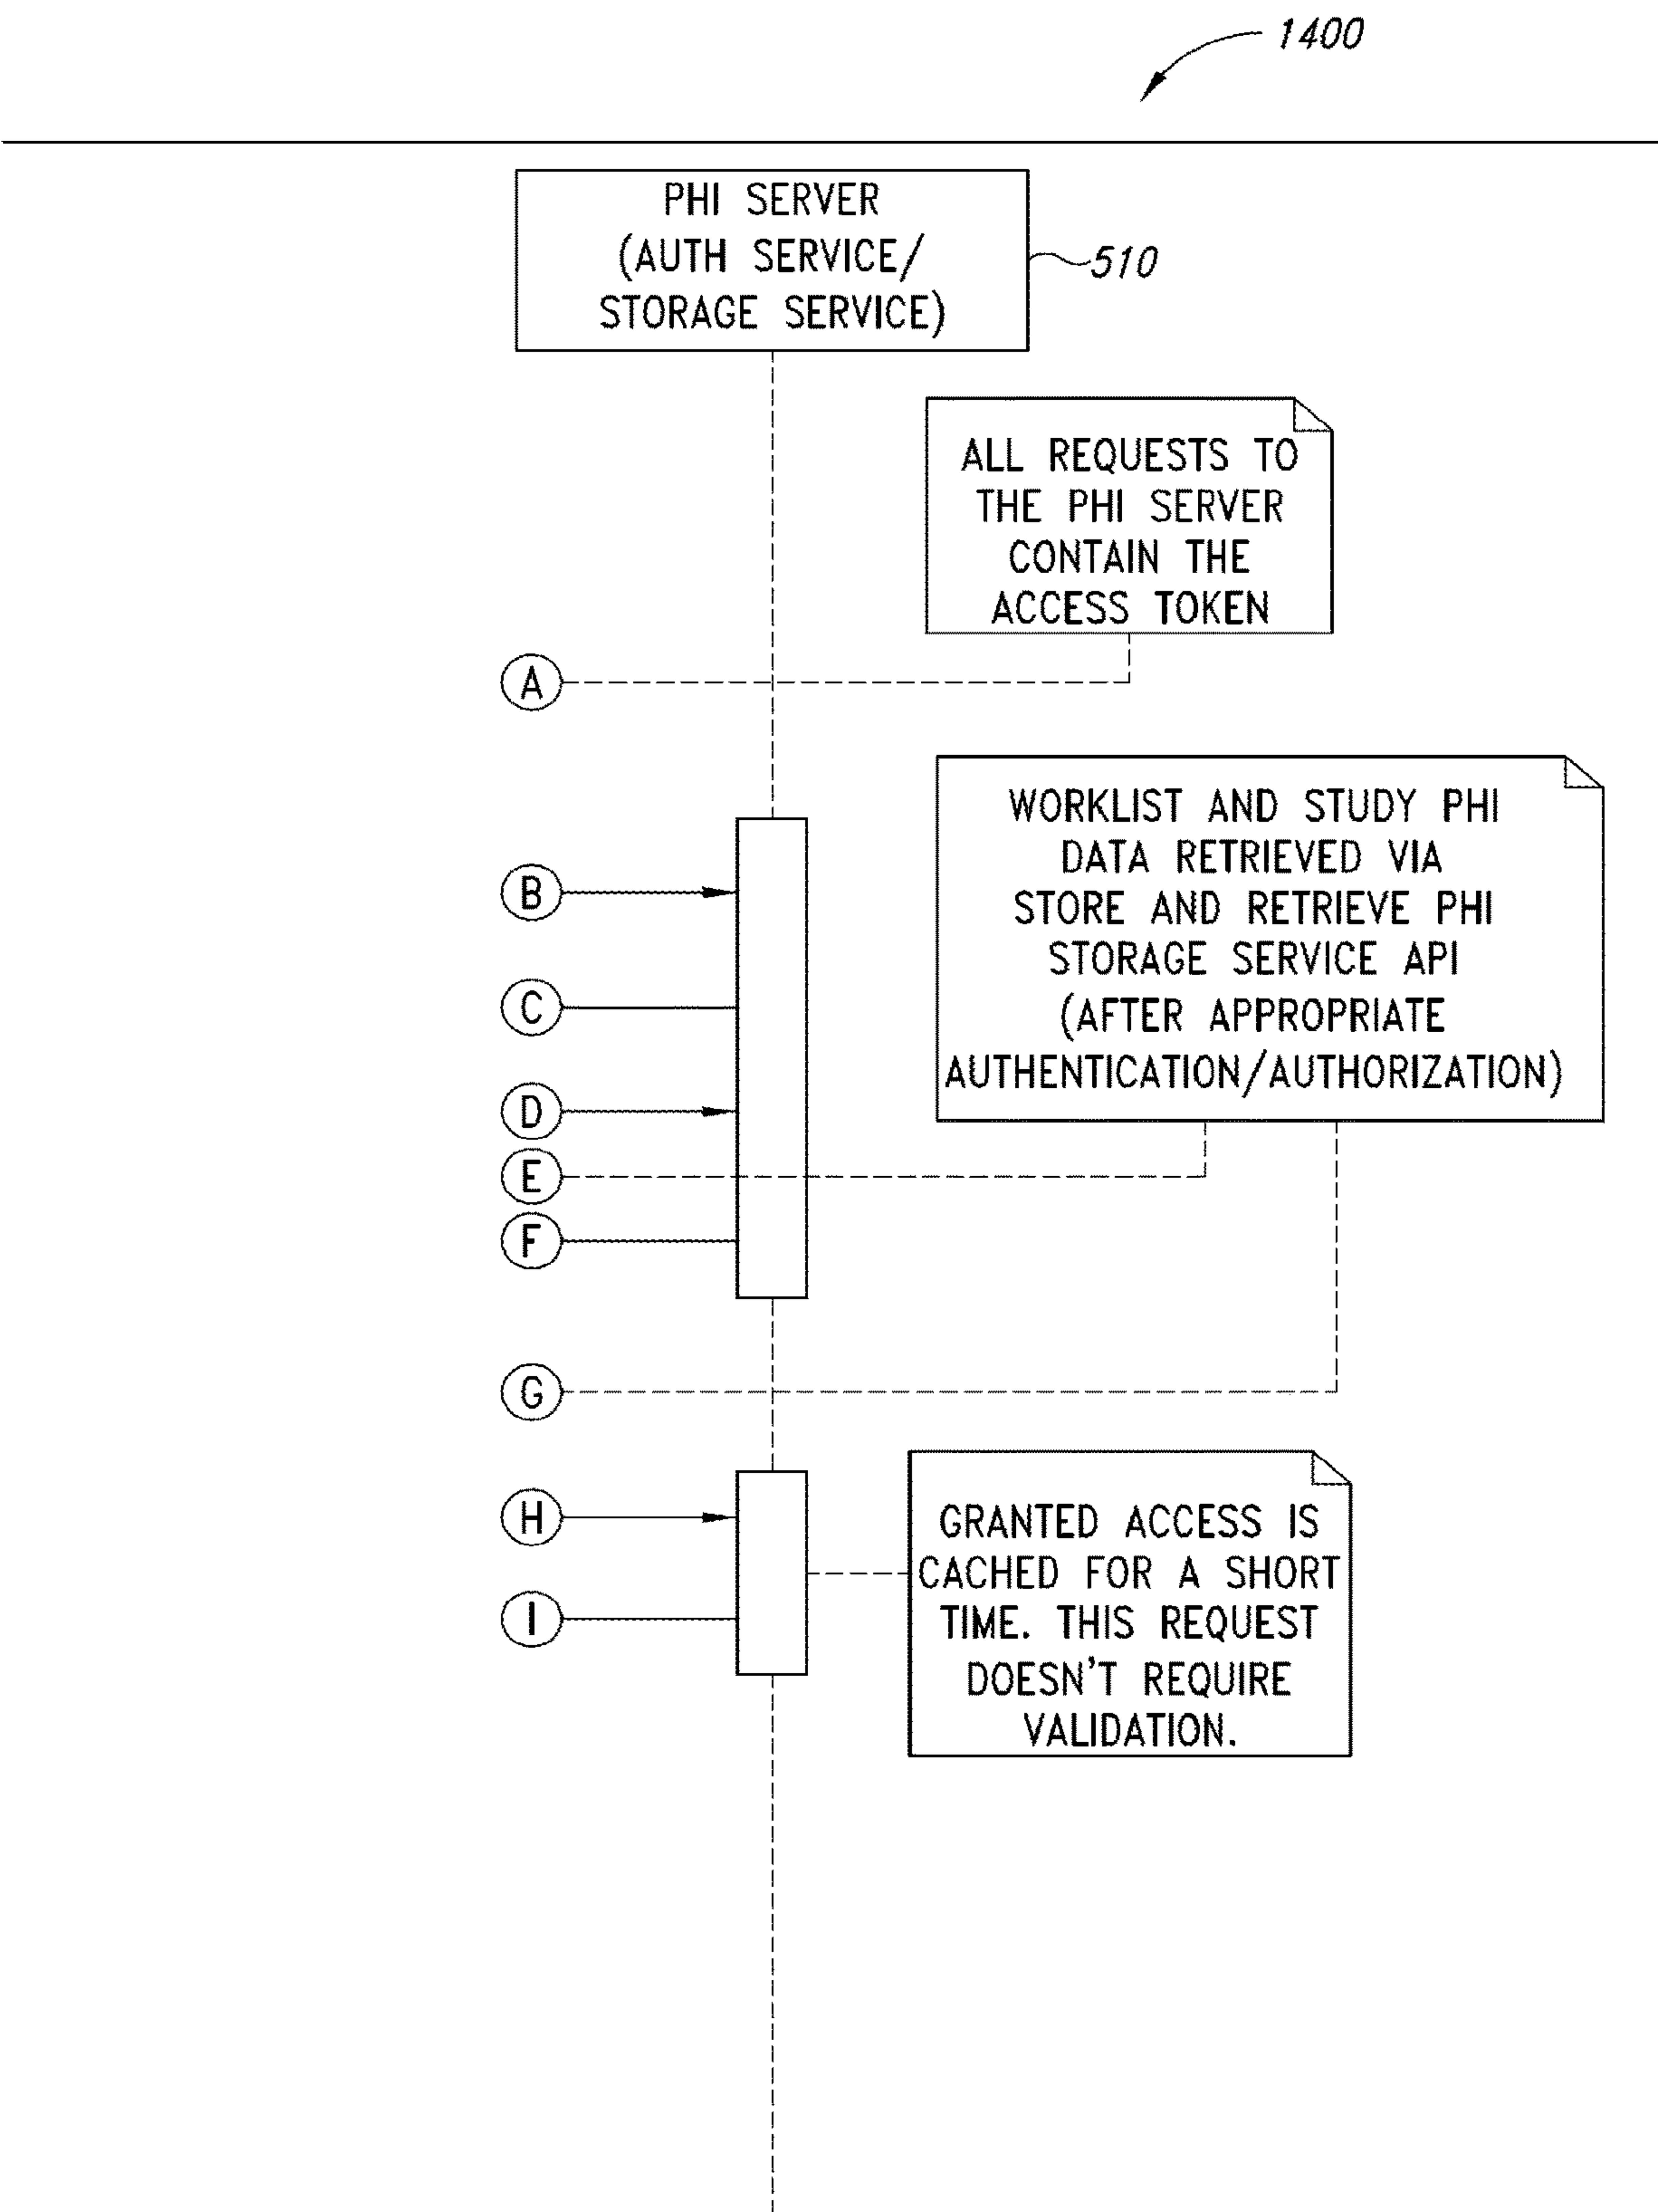 1400
PHI SERVER
(AUTH SERVICE/
STORAGE SERVICE)
510
ALL REQUESTS TO
THE PHI SERVER
CONTAIN THE
ACCESS TOKEN
A
WORKLIST AND STUDY PHI
DATA RETRIEVED VIA
STORE AND RETRIEVE PHI
STORAGE SERVICE API
(AFTER APPROPRIATE
AUTHENTICATION/AUTHORIZATION)
B
C
D
E
F
G
H
GRANTED ACCESS IS
CACHED FOR A SHORT
TIME. THIS REQUEST
DOESN'T REQUIRE
VALIDATION.
I